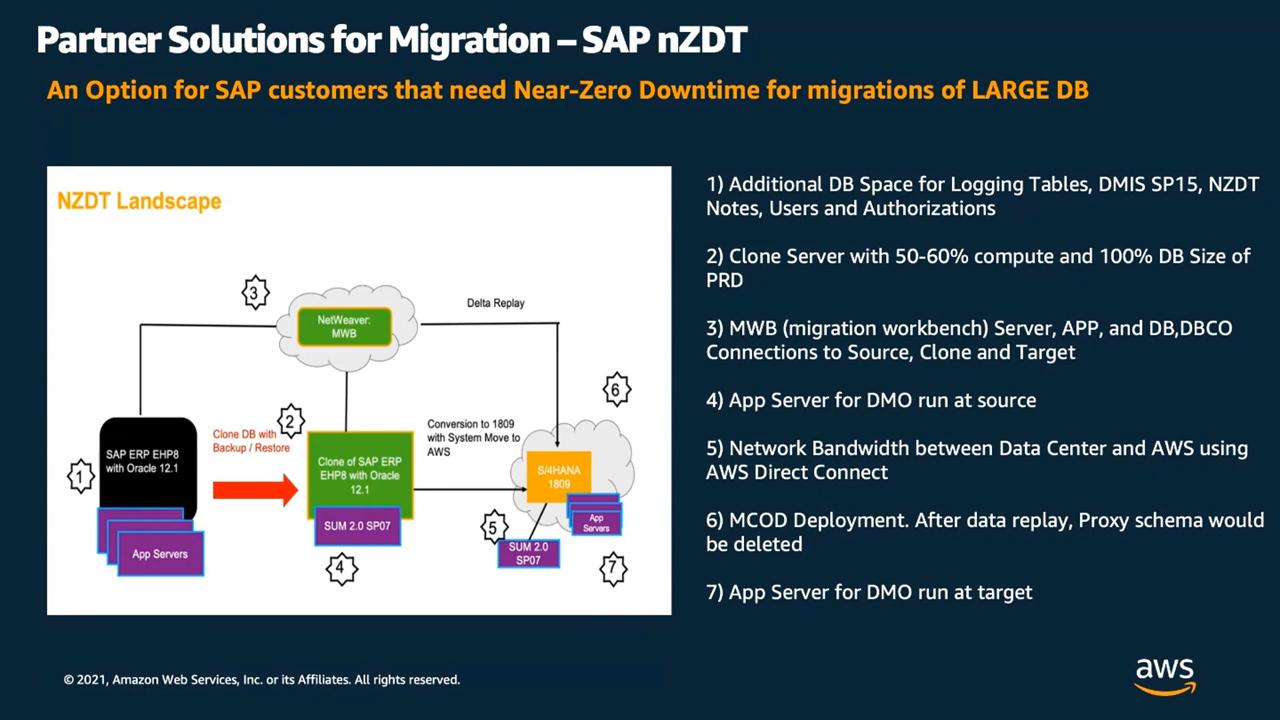 Partner Solutions for Migration – SAP nZDT
An Option for SAP customers that need Near-Zero Downtime for migrations of LARGE DB
NZDT Landscape
3
NetWeaver:
MWB
Delta Replay
6
2
Clone DB with
Backup / Restore
Conversion to 1809
with System Move to
AWS
SAP ERP EHP8
with Oracle 12.1
1
Clone of SAP ERP
EHP8 with Oracle
12.1
S/4HANA
1809
SUM 2.0 SP07
5
App
Servers
App Servers
SUM 2.0
SP07
4
7
1) Additional DB Space for Logging Tables, DMIS SP15, NZDT
Notes, Users and Authorizations
2) Clone Server with 50-60% compute and 100% DB Size of
PRD
3) MWB (migration workbench) Server, APP, and DB,DBCO
Connections to Source, Clone and Target
4) App Server for DMO run at source
5) Network Bandwidth between Data Center and AWS using
AWS Direct Connect
6) MCOD Deployment. After data replay, Proxy schema would
be deleted
7) App Server for DMO run at target
© 2021, Amazon Web Services, Inc. or its Affiliates. All rights reserved.
aws